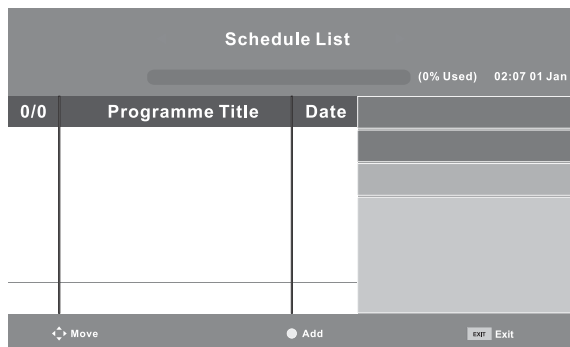 Schedule List
(0% Used) 02:07 01 Jan
0/0 Programme Title Date
Move Add EXIT Exit